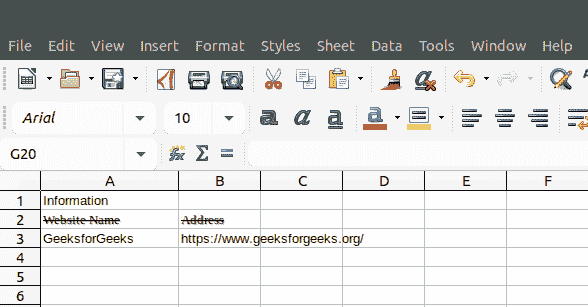 File Edit View Insert Format Styles Sheet Data Tools Window Help
Arial 10 a a a a
G20 fx Σ =
A B C D E F
1 Information
2 Website Name Address
3 GeeksforGeeks https://www.geeksforgeeks.org/
4
5
6